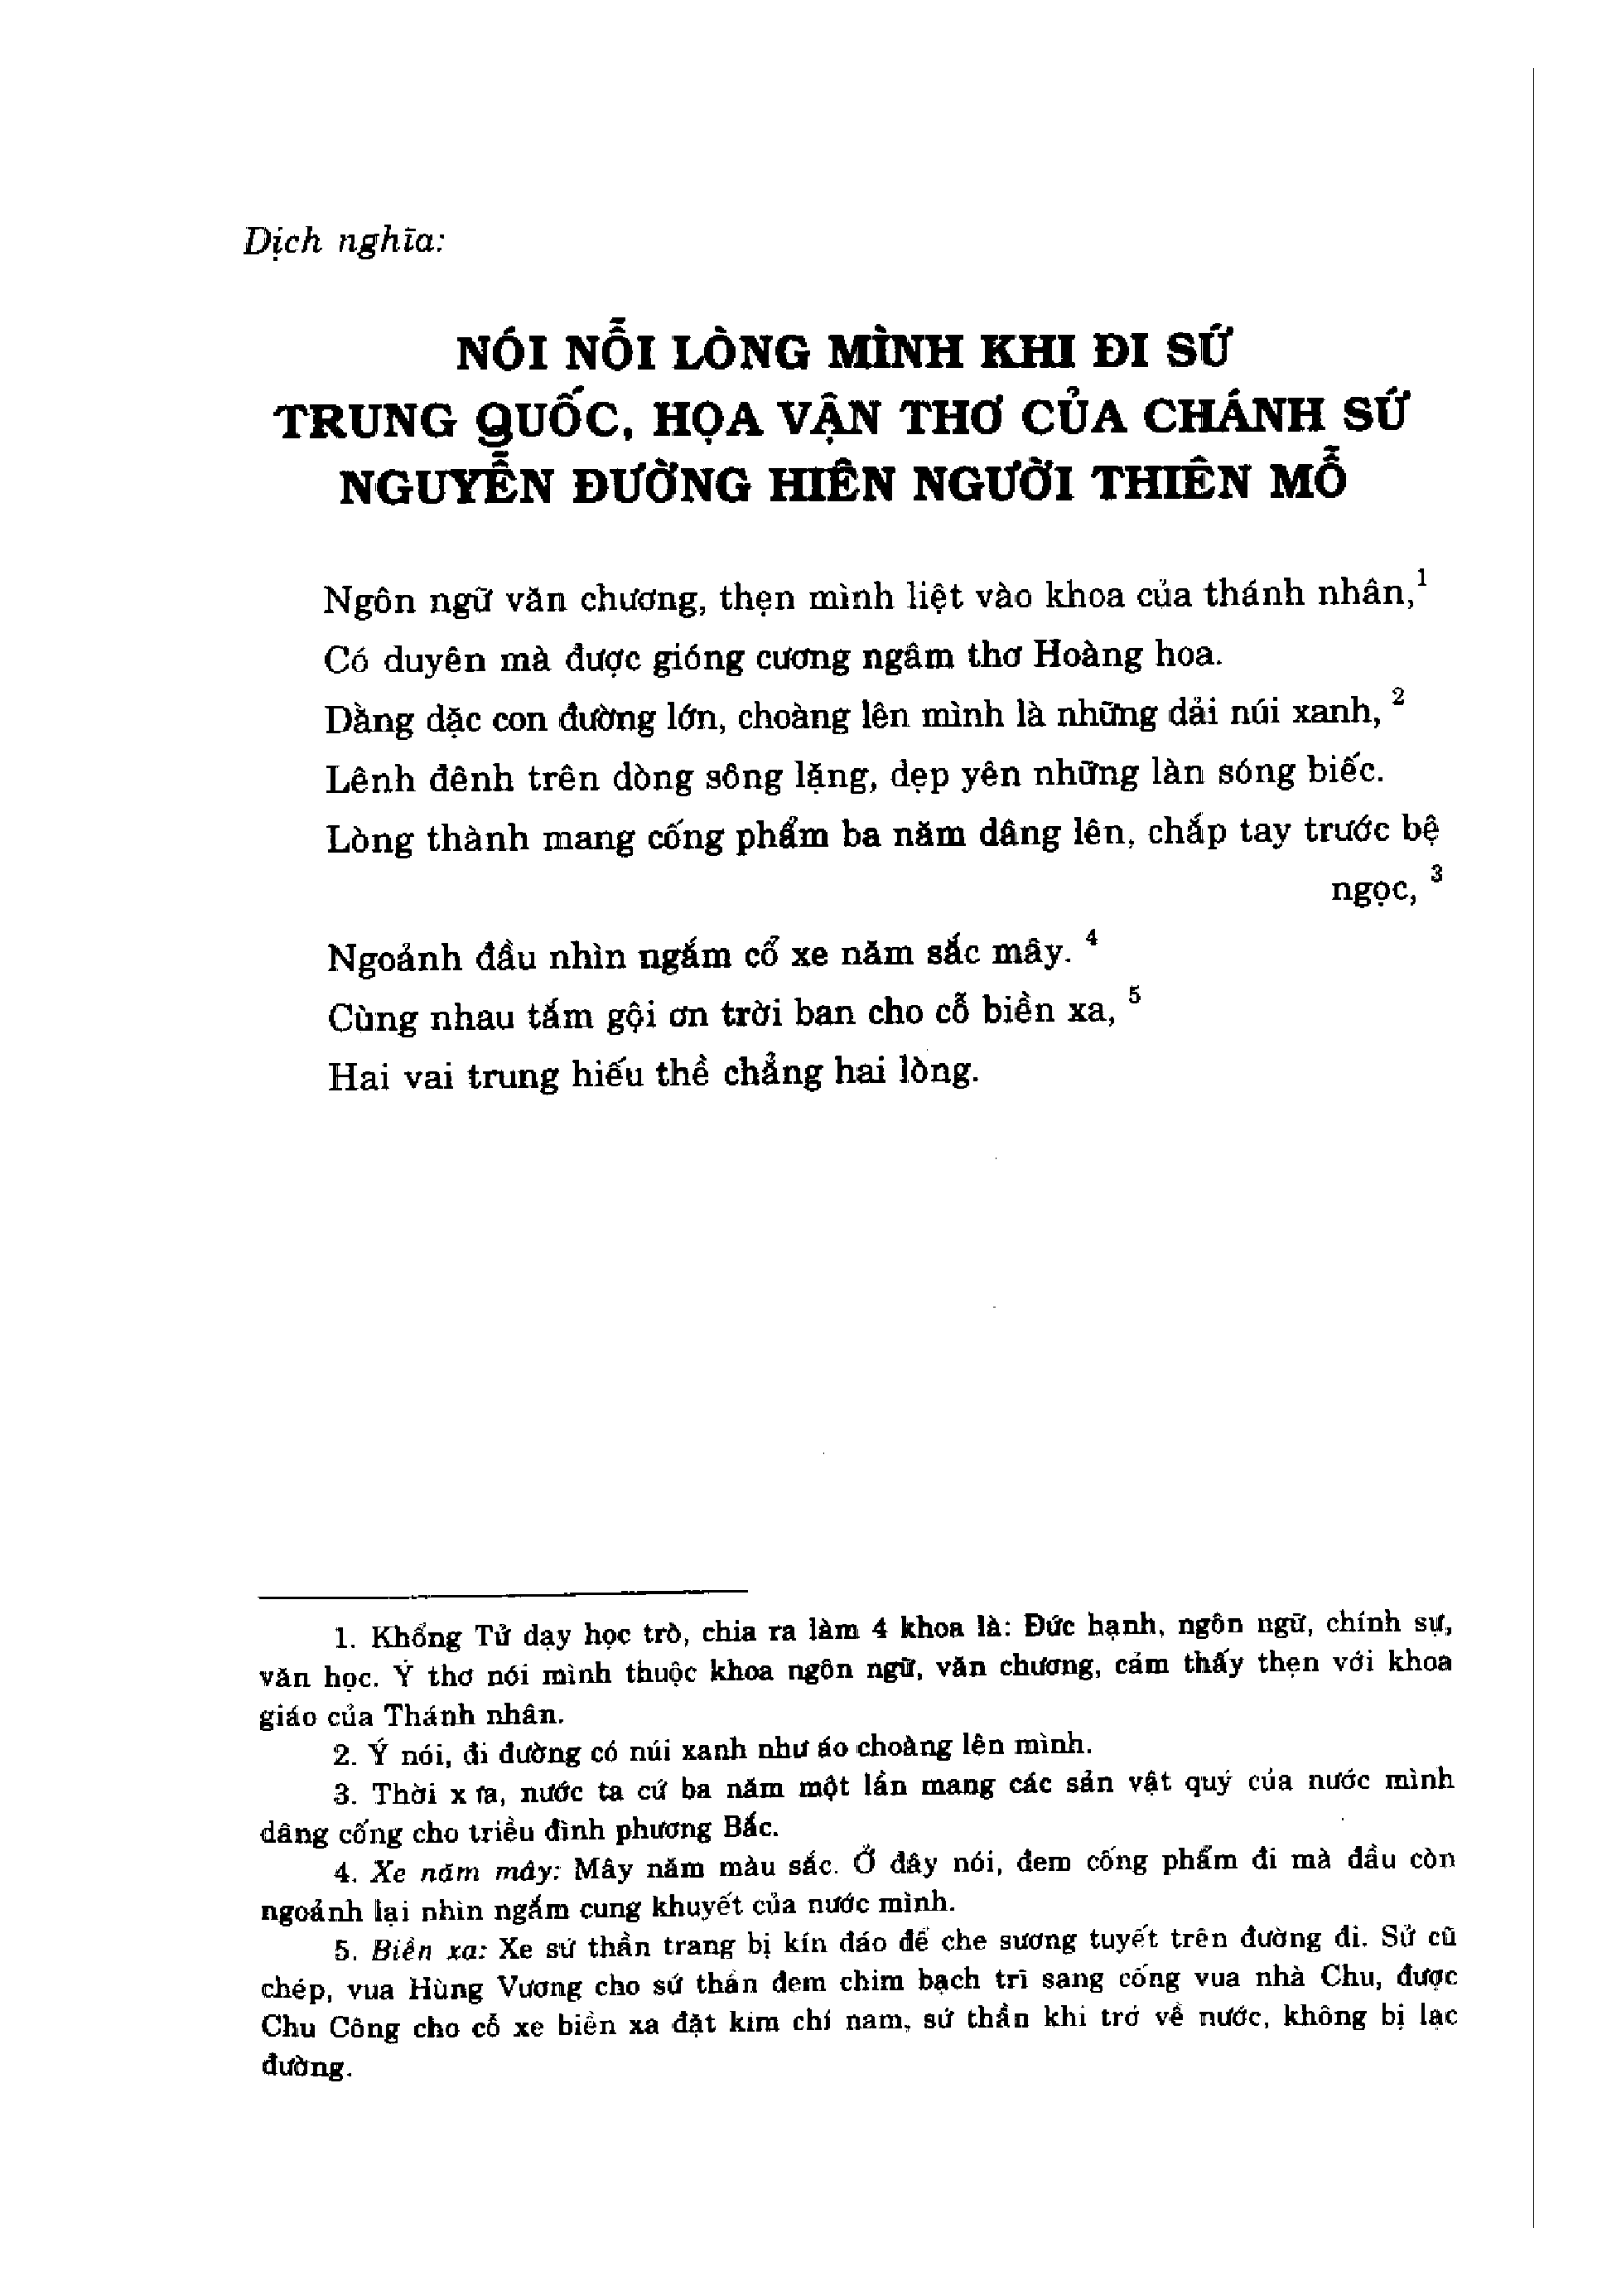 Dịch nghĩa:
NÓI NỖI LÒNG MÌNH KHI ĐI SỨ
TRUNG QUỐC, HỌA VẬN THƠ CỦA CHÁNH SỨ
NGUYỄN ĐƯỜNG HIÊN NGƯỜI THIÊN MỖ
Ngôn ngữ văn chương, thẹn mình liệt vào khoa của thánh nhân,1
Có duyên mà được gióng cương ngâm thơ Hoàng hoa.
Dằng dặc con đường lớn, choàng lên mình là những dải núi xanh, 2
Lênh đênh trên dòng sông lặng, dẹp yên những làn sóng biếc.
Lòng thành mang cống phẩm ba năm dâng lên, chắp tay trước bệ
ngọc, 3
Ngoảnh đầu nhìn ngắm cổ xe năm sắc mây. 4
Cùng nhau tắm gội ơn trời ban cho cỗ biền xa, 5
Hai vai trung hiếu thề chẳng hai lòng.
1. Khổng Tử dạy học trò, chia ra làm 4 khoa là: Đức hạnh, ngôn ngữ, chính sự,
văn học. Ý thơ nói mình thuộc khoa ngôn ngữ, văn chương, cảm thấy thẹn với khoa
giáo của Thánh nhân.
2. Ý nói, đi đường có núi xanh như áo choàng lên mình.
3. Thời xưa, nước ta cứ ba năm một lần mang các sản vật quý của nước mình
dâng cống cho triều đình phương Bắc.
4. Xe năm mây: Mây năm màu sắc. Ở đây nói, đem cống phẩm đi mà đầu còn
ngoảnh lại nhìn ngắm cung khuyết của nước mình.
5. Biền xa: Xe sứ thần trang bị kín đáo để che sương tuyết trên đường đi. Sử cũ
chép, vua Hùng Vương cho sứ thần đem chim bạch trĩ sang cống vua nhà Chu, được
Chu Công cho cỗ xe biền xa đặt kim chỉ nam, sứ thần khi trở về nước, không bị lạc
đường.